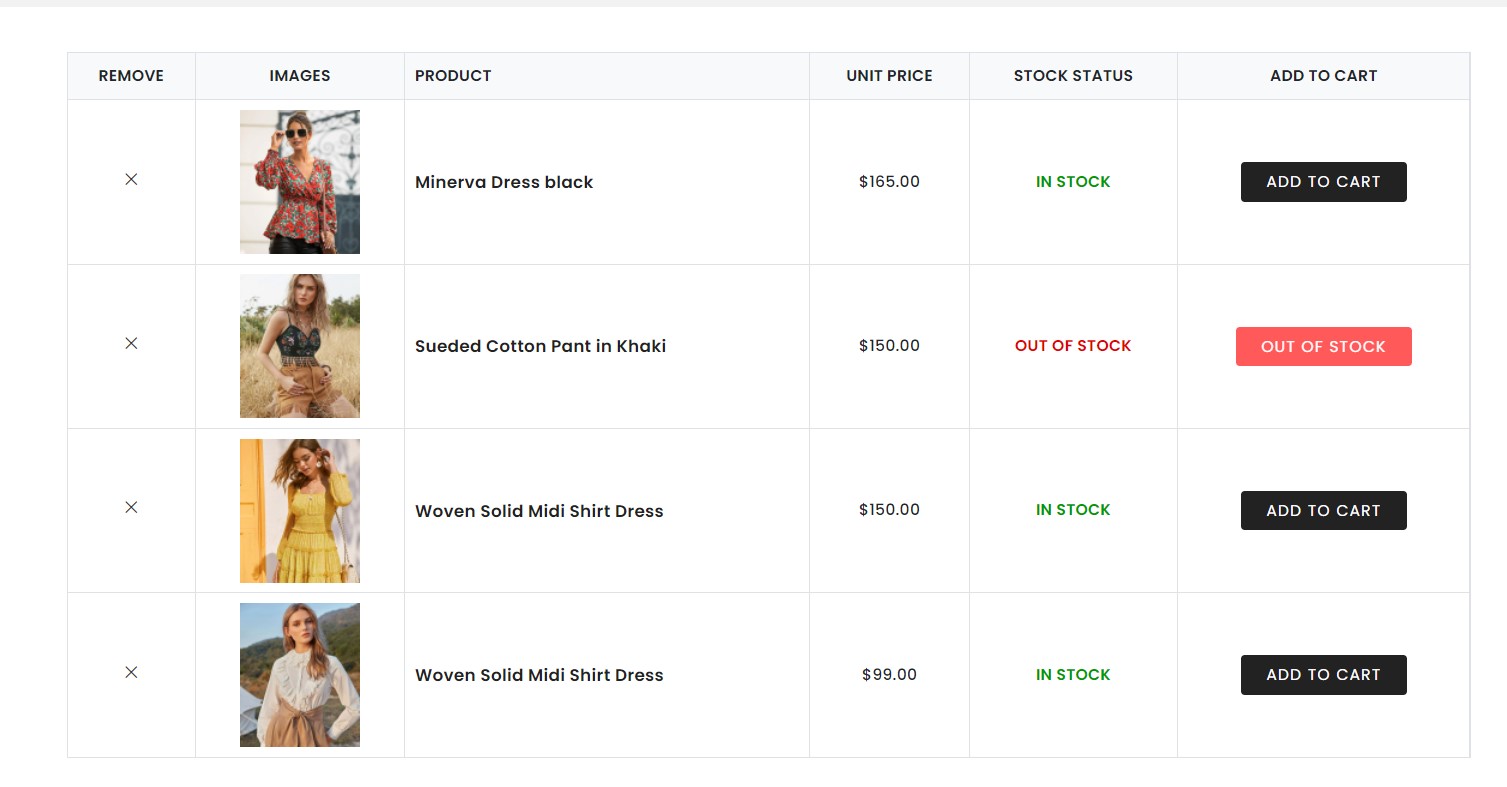 REMOVE IMAGES PRODUCT UNIT PRICE STOCK STATUS ADD TO CART
Minerva Dress black $165.00 IN STOCK ADD TO CART
Sueded Cotton Pant in Khaki $150.00 OUT OF STOCK OUT OF STOCK
Woven Solid Midi Shirt Dress $150.00 IN STOCK ADD TO CART
Woven Solid Midi Shirt Dress $99.00 IN STOCK ADD TO CART